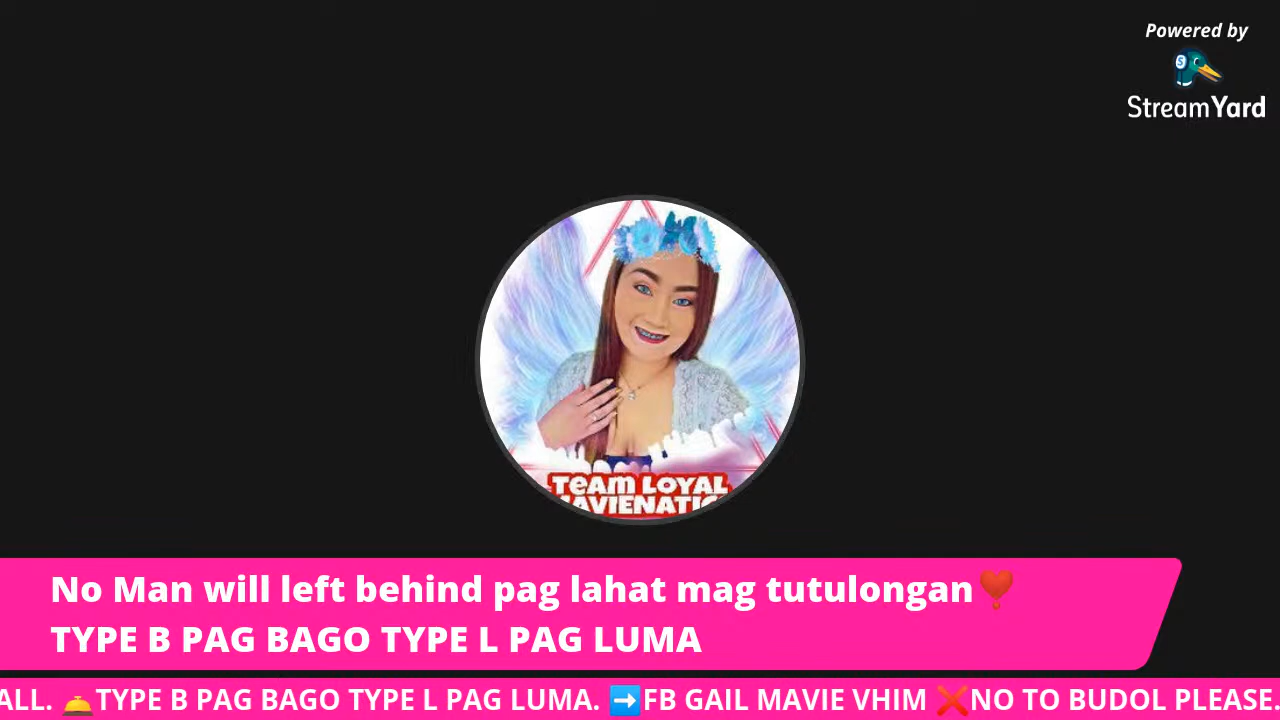 Powered by
StreamYard
TEAM LOYAL
No Man will left behind pag lahat mag tutulongan❣️
TYPE B PAG BAGO TYPE L PAG LUMA
ALL. 🛎️TYPE B PAG BAGO TYPE L PAG LUMA. ➡️FB GAIL MAVIE VHIM ❌NO TO BUDOL PLEASE.